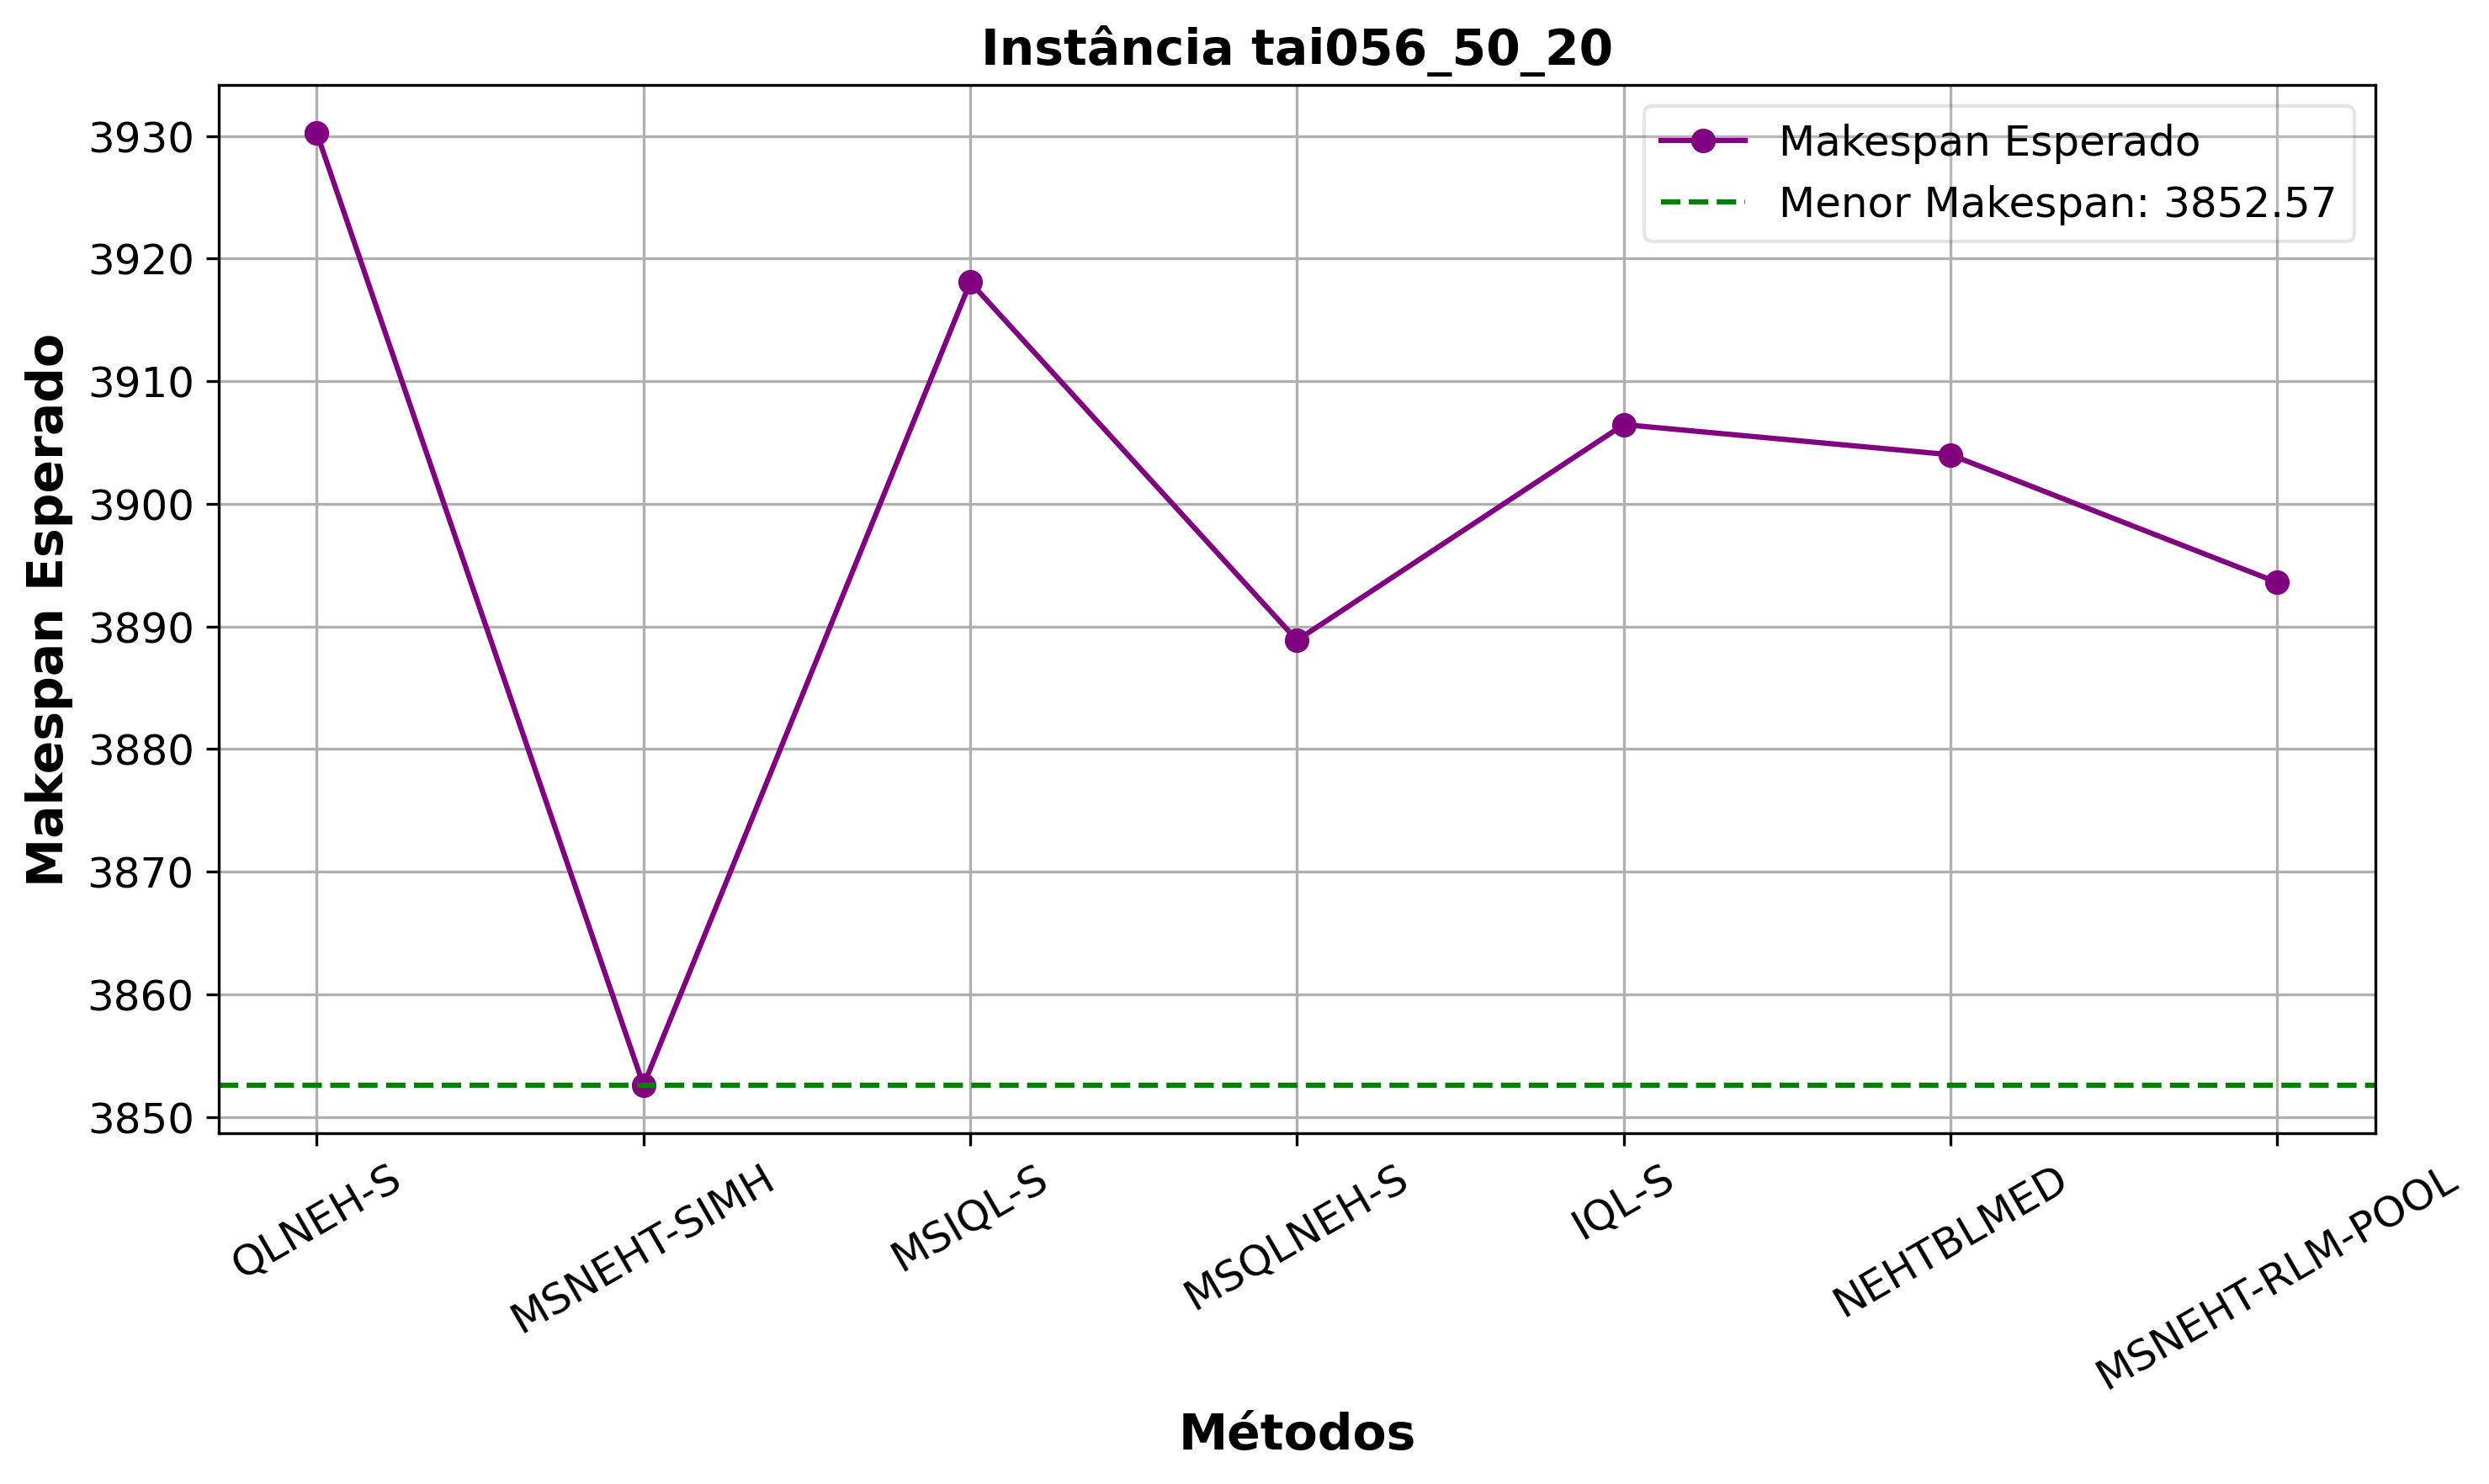 Instância tai056_50_20
Makespan Esperado
Menor Makespan: 3852.57
Makespan Esperado
3930
3920
3910
3900
3890
3880
3870
3860
3850
QLNEH-S
MSNEHT-SIMH
MSIQL-S
MSQLNEH-S
IQL-S
NEHTBLMED
MSNEHT-RLM-POOL
Métodos